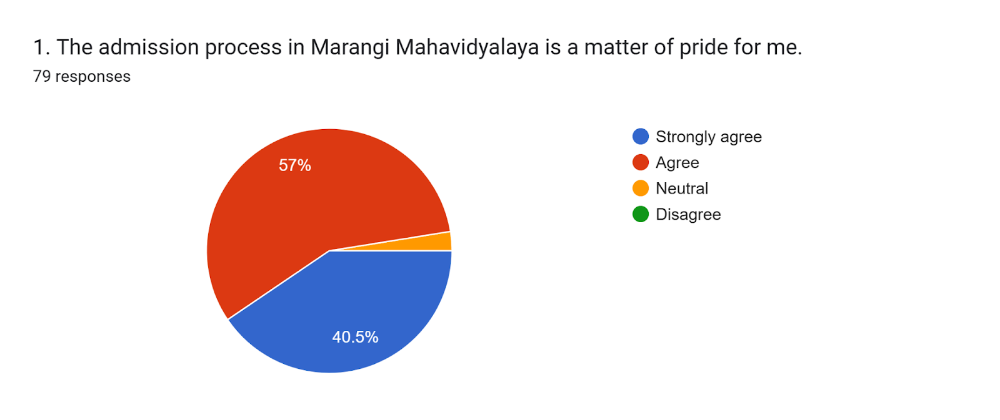 1. The admission process in Marangi Mahavidyalaya is a matter of pride for me.
79 responses
57%
40.5%
Strongly agree
Agree
Neutral
Disagree